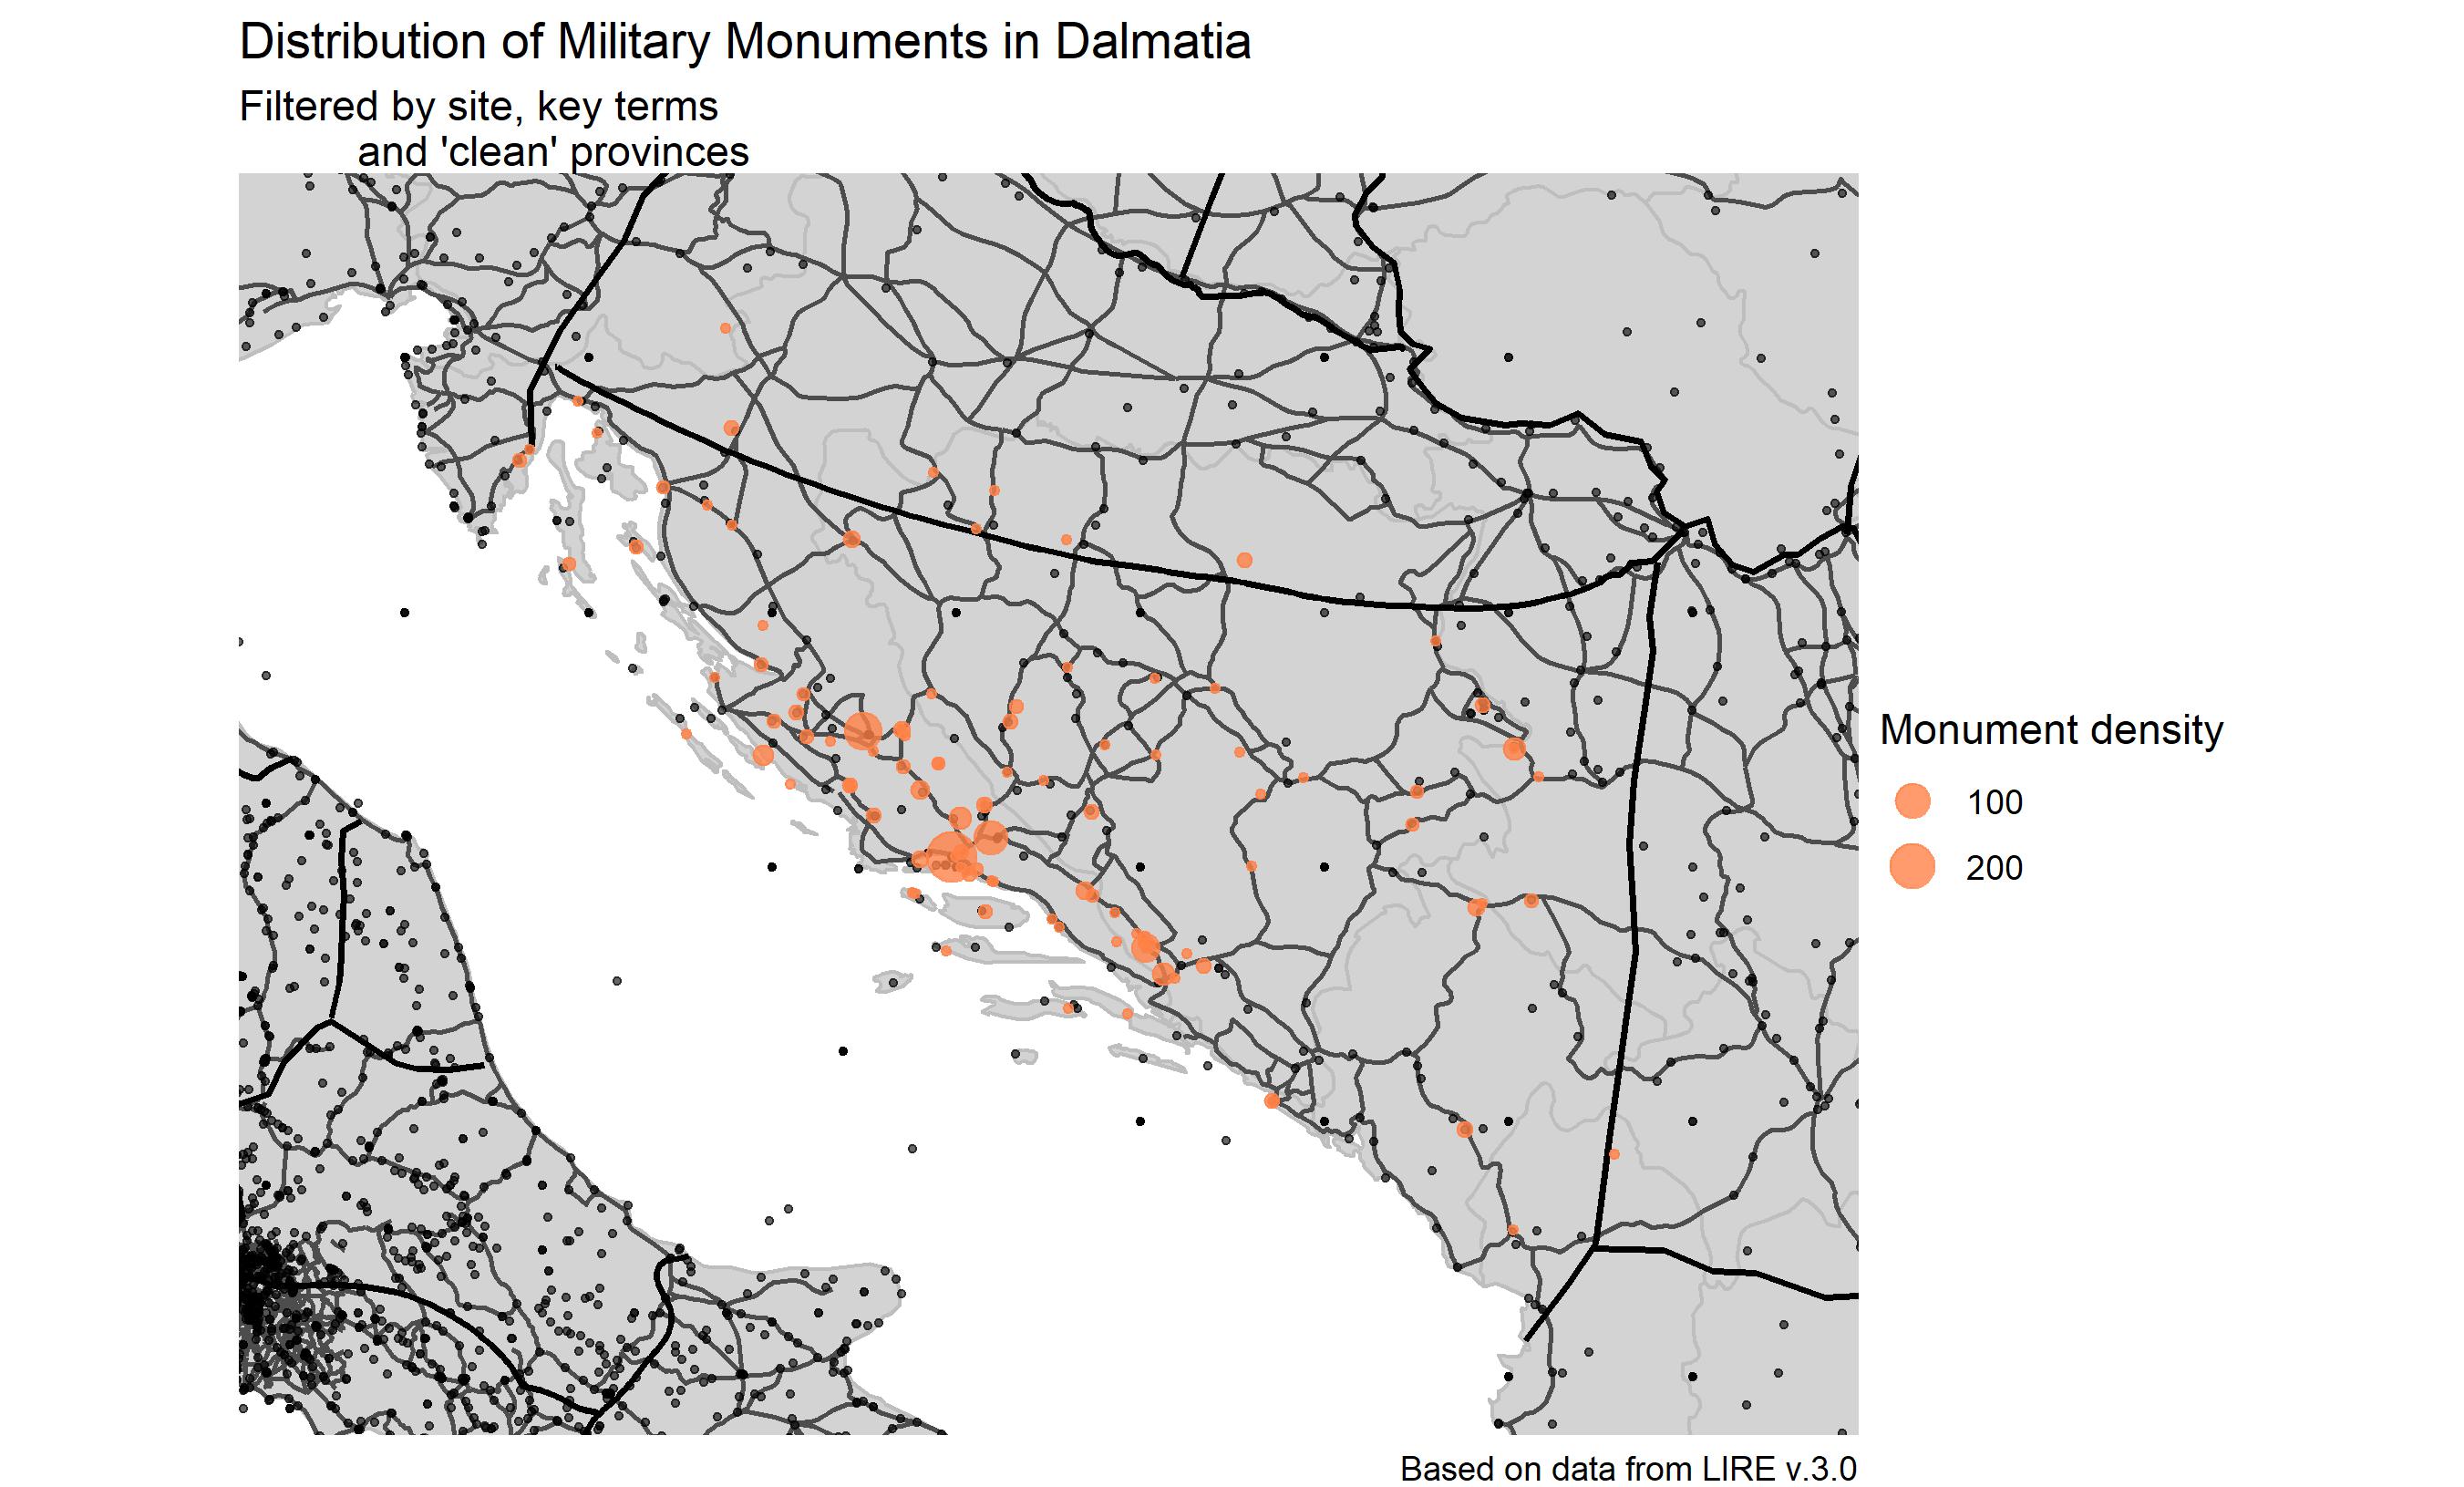 Distribution of Military Monuments in Dalmatia
Filtered by site, key terms
and 'clean' provinces
Monument density
100
200
Based on data from LIRE v.3.0